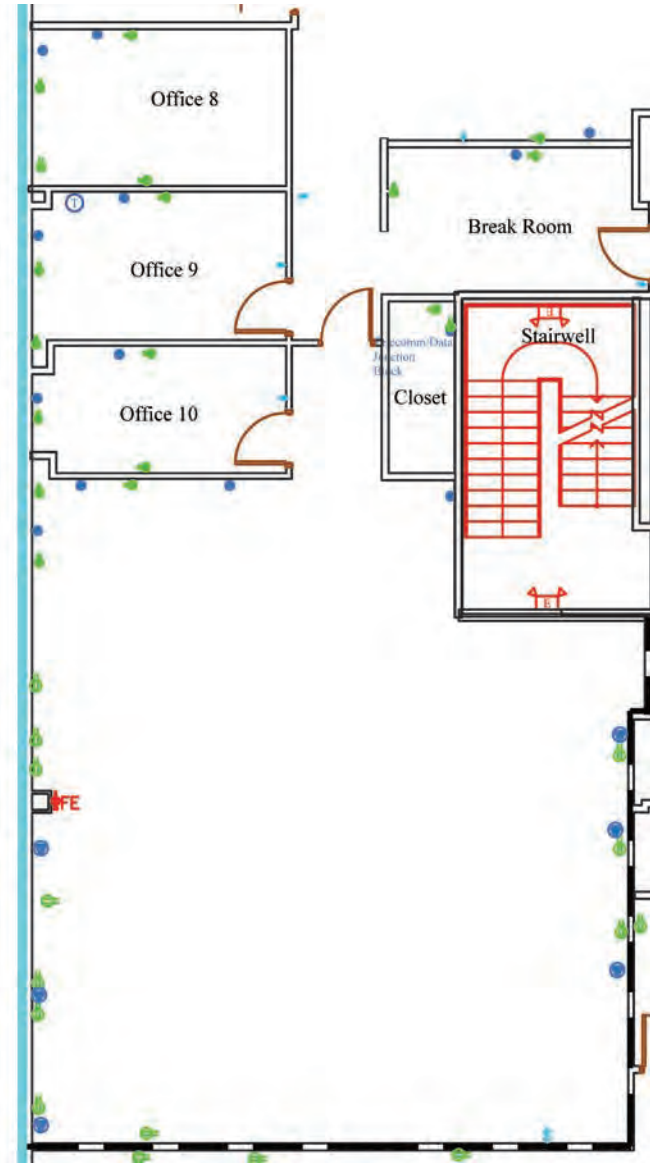 Office 8
Break Room
T
Office 9
E
Stairwell
Telecomm/Data
Junction
Block
Closet
Office 10
E
FE